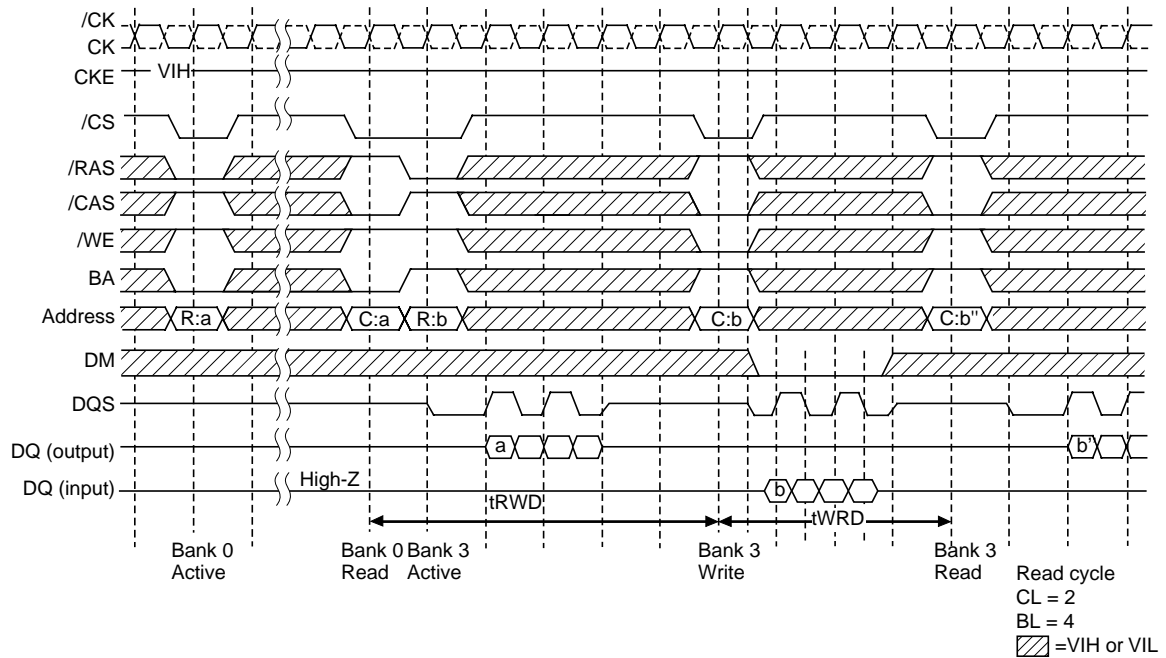 /CK
CK
CKE
VIH
/CS
/RAS
/CAS
/WE
BA
Address
R:a
C:a
R:b
C:b
C:b"
DM
DQS
DQ (output)
a
b"
DQ (input)
High-Z
b
tRWD
tWRD
Bank 0
Active
Bank 0
Read
Bank 3
Active
Bank 3
Write
Bank 3
Read
Read cycle
CL = 2
BL = 4
=VIH or VIL